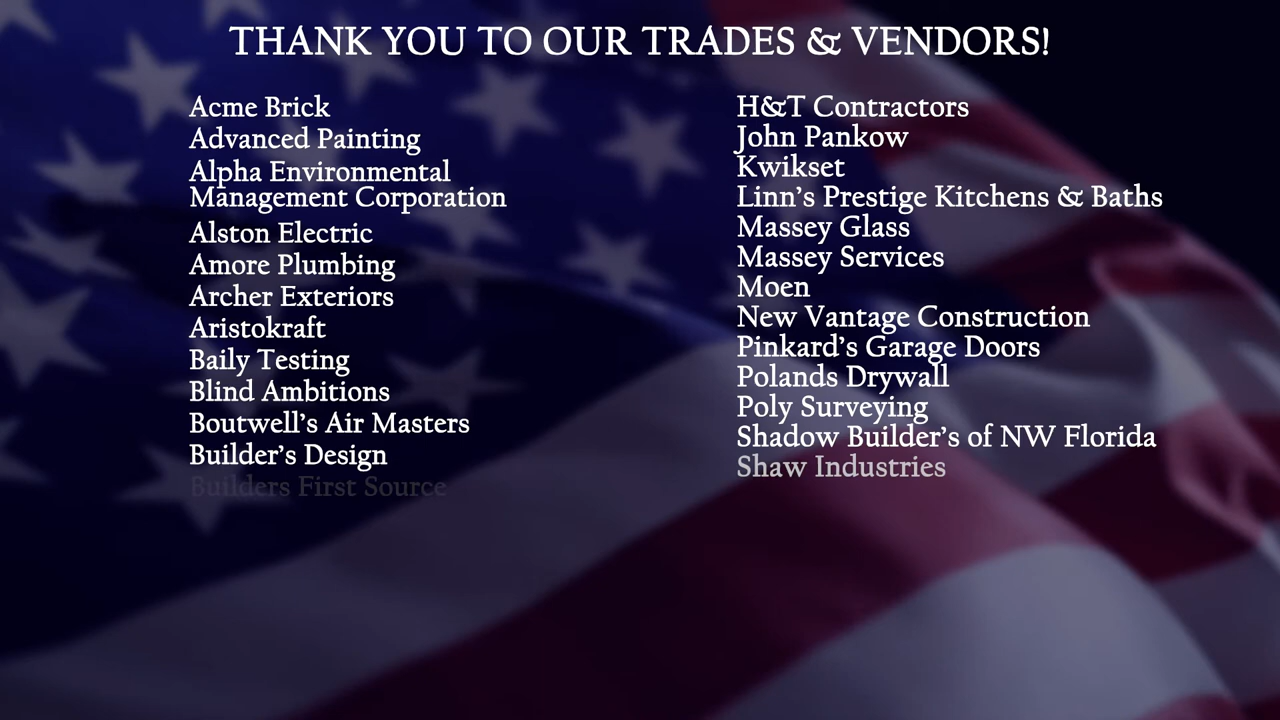 THANK YOU TO OUR TRADES & VENDORS!
Acme Brick
Advanced Painting
Alpha Environmental
Management Corporation
Alston Electric
Amore Plumbing
Archer Exteriors
Aristokraft
Baily Testing
Blind Ambitions
Boutwell's Air Masters
Builder's Design
Builders First Source
H&T Contractors
John Pankow
Kwikset
Linn's Prestige Kitchens & Baths
Massey Glass
Massey Services
Moen
New Vantage Construction
Pinkard's Garage Doors
Polands Drywall
Poly Surveying
Shadow Builder's of NW Florida
Shaw Industries